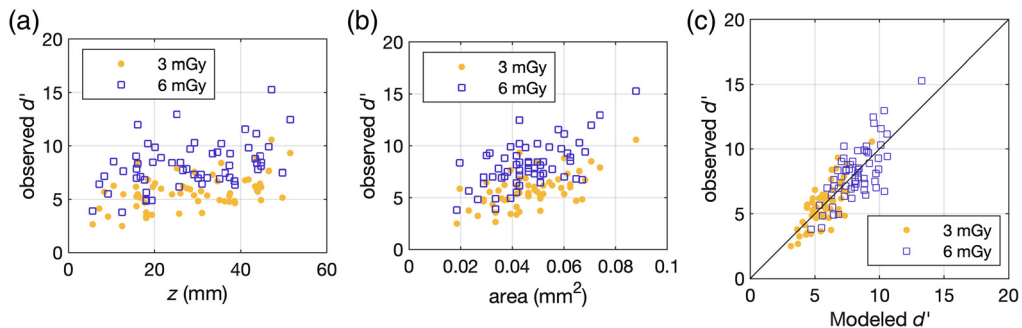 (a)
20
15
10
5
0
observed d'
3 mGy
6 mGy
0 20 40 60
z (mm)
(b)
20
15
10
5
0
observed d'
3 mGy
6 mGy
0 0.02 0.04 0.06 0.08 0.1
area (mm²)
(c)
20
15
10
5
0
observed d'
3 mGy
6 mGy
0 5 10 15 20
Modeled d'